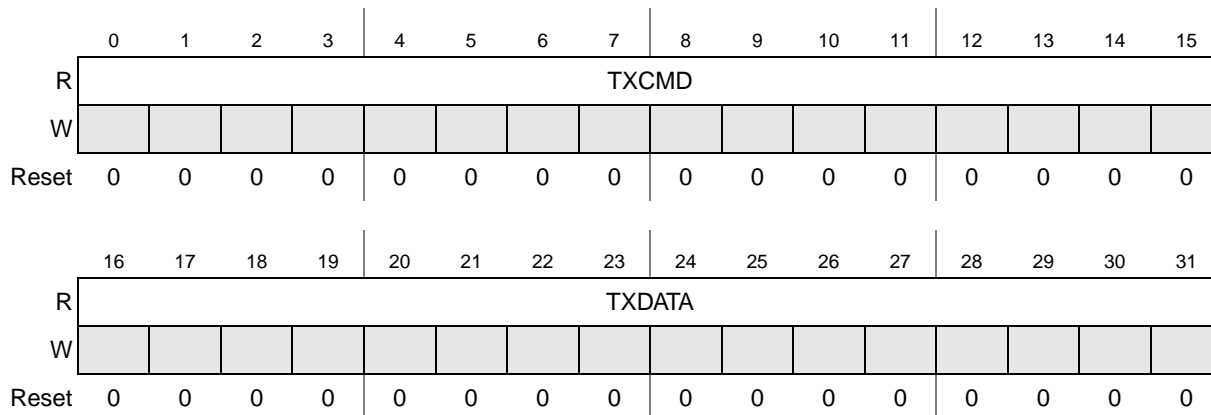 0 1 2 3 4 5 6 7 8 9 10 11 12 13 14 15
R TXCMD
W
Reset 0 0 0 0 0 0 0 0 0 0 0 0 0 0 0 0
16 17 18 19 20 21 22 23 24 25 26 27 28 29 30 31
R TXDATA
W
Reset 0 0 0 0 0 0 0 0 0 0 0 0 0 0 0 0